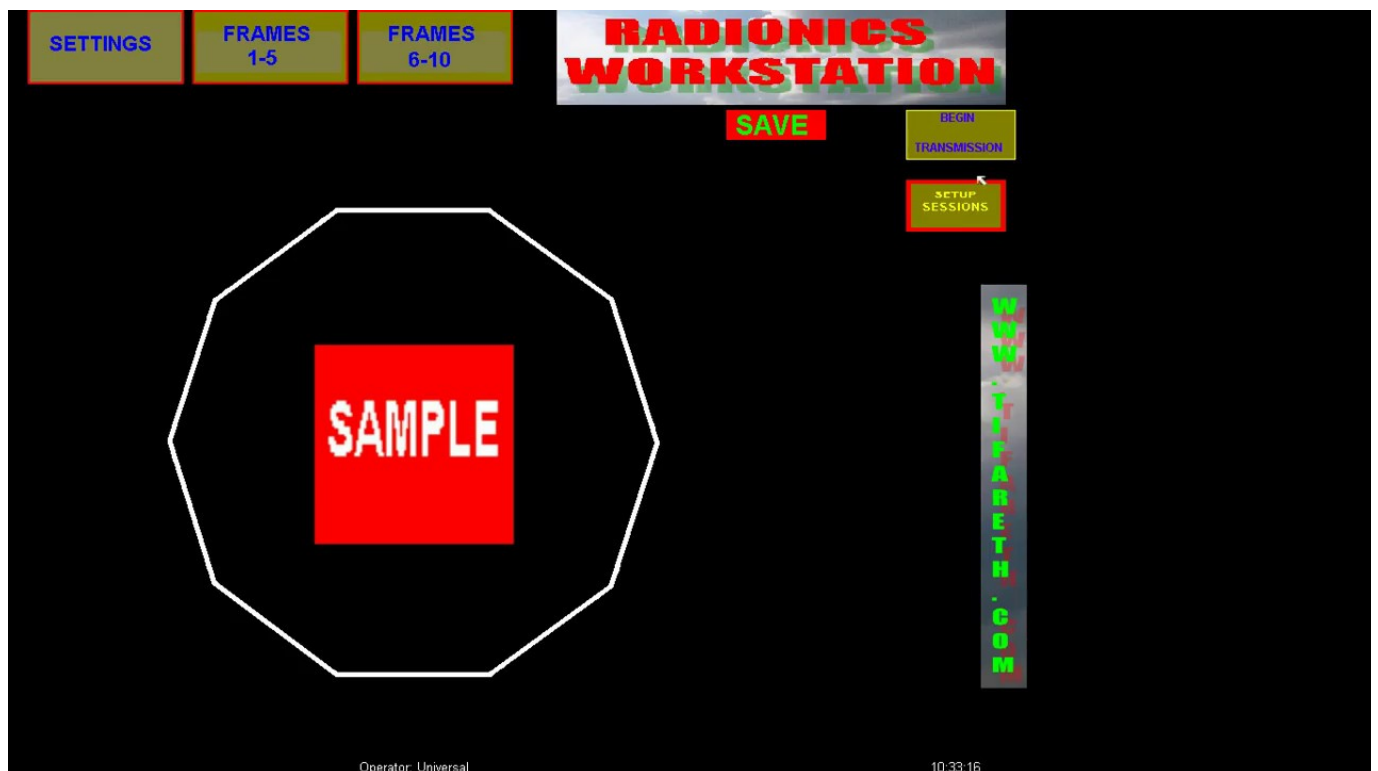 SETTINGS
FRAMES
1-5
FRAMES
6-10
RADIONICS
WORKSTATION
SAVE
BEGIN
TRANSMISSION
SETUP
SESSIONS
SAMPLE
WWW.TIFARETH.COM
Operator: Universal
10:33:16